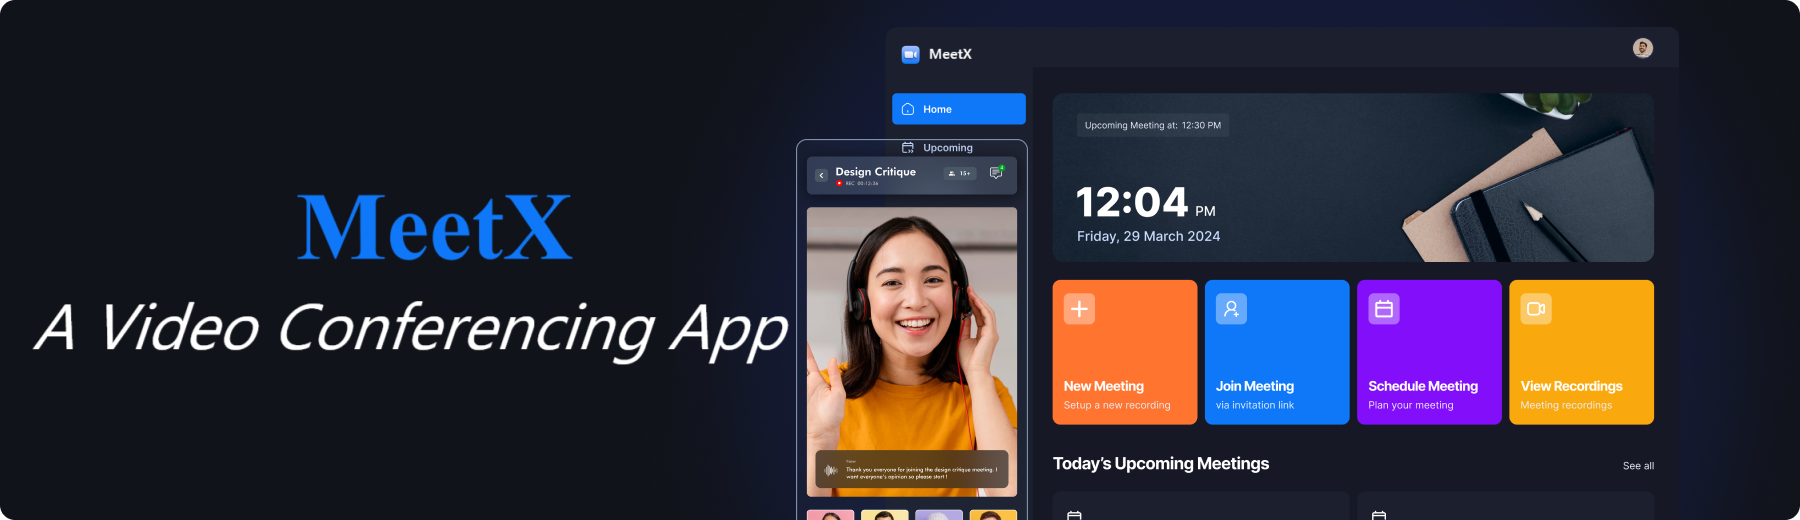 MeetX
A Video Conferencing App
MeetX
Home
Upcoming
Design Critique
REC 00:12:36
15+
Thank you everyone for joining the design critique meeting. I
want everyone's opinion so please start !
Upcoming Meeting at: 12:30 PM
12:04 PM
Friday, 29 March 2024
New Meeting
Setup a new recording
Join Meeting
via invitation link
Schedule Meeting
Plan your meeting
View Recordings
Meeting recordings
Today's Upcoming Meetings
See all